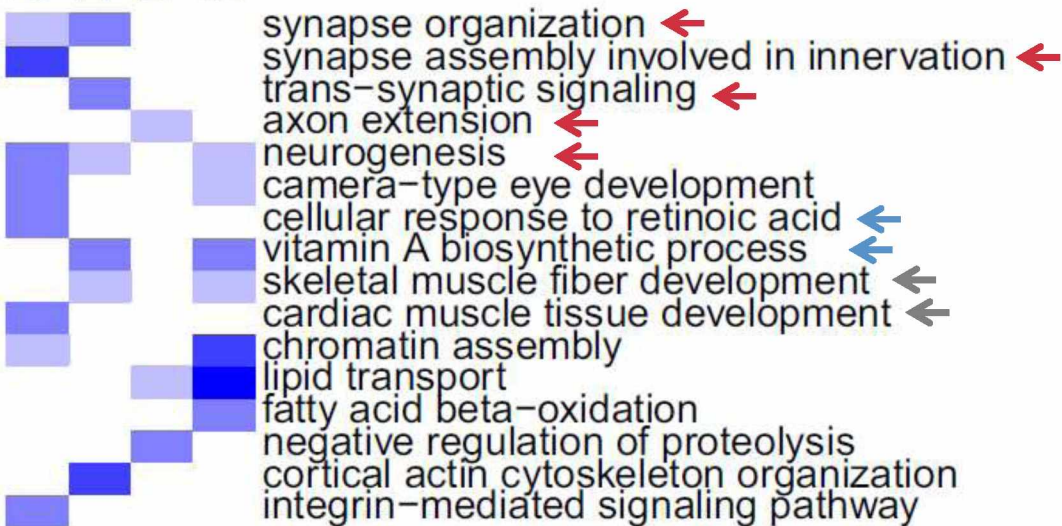 synapse organization
synapse assembly involved in innervation
trans−synaptic signaling
axon extension
neurogenesis
camera−type eye development
cellular response to retinoic acid
vitamin A biosynthetic process
skeletal muscle fiber development
cardiac muscle tissue development
chromatin assembly
lipid transport
fatty acid beta−oxidation
negative regulation of proteolysis
cortical actin cytoskeleton organization
integrin−mediated signaling pathway